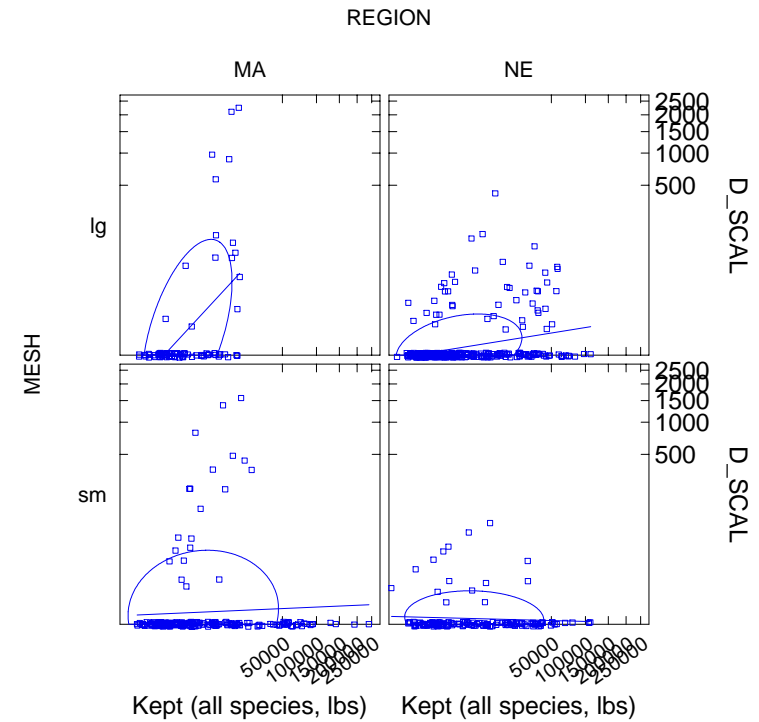 REGION
MA NE
lg
sm
MESH
2500
2000
1500
1000
500
D_SCAL
2500
2000
1500
1000
500
D_SCAL
50000 100000 150000 200000 250000
50000 100000 150000 200000 250000
Kept (all species, lbs) Kept (all species, lbs)